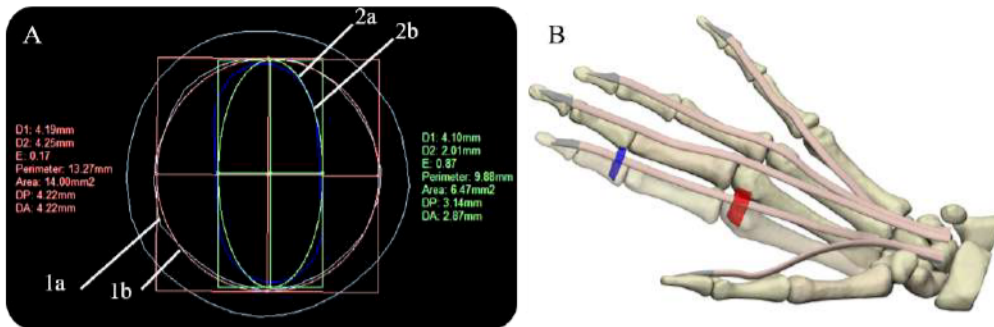 A
2a
2b
D1: 4.19mm
D2: 4.25mm
E: 0.17
Perimeter: 13.27mm
Area: 14.00mm2
DP: 4.22mm
DA: 4.22mm
D1: 4.10mm
D2: 2.01mm
E: 0.87
Perimeter: 9.88mm
Area: 6.47mm2
DP: 3.14mm
DA: 2.87mm
1a
1b
B